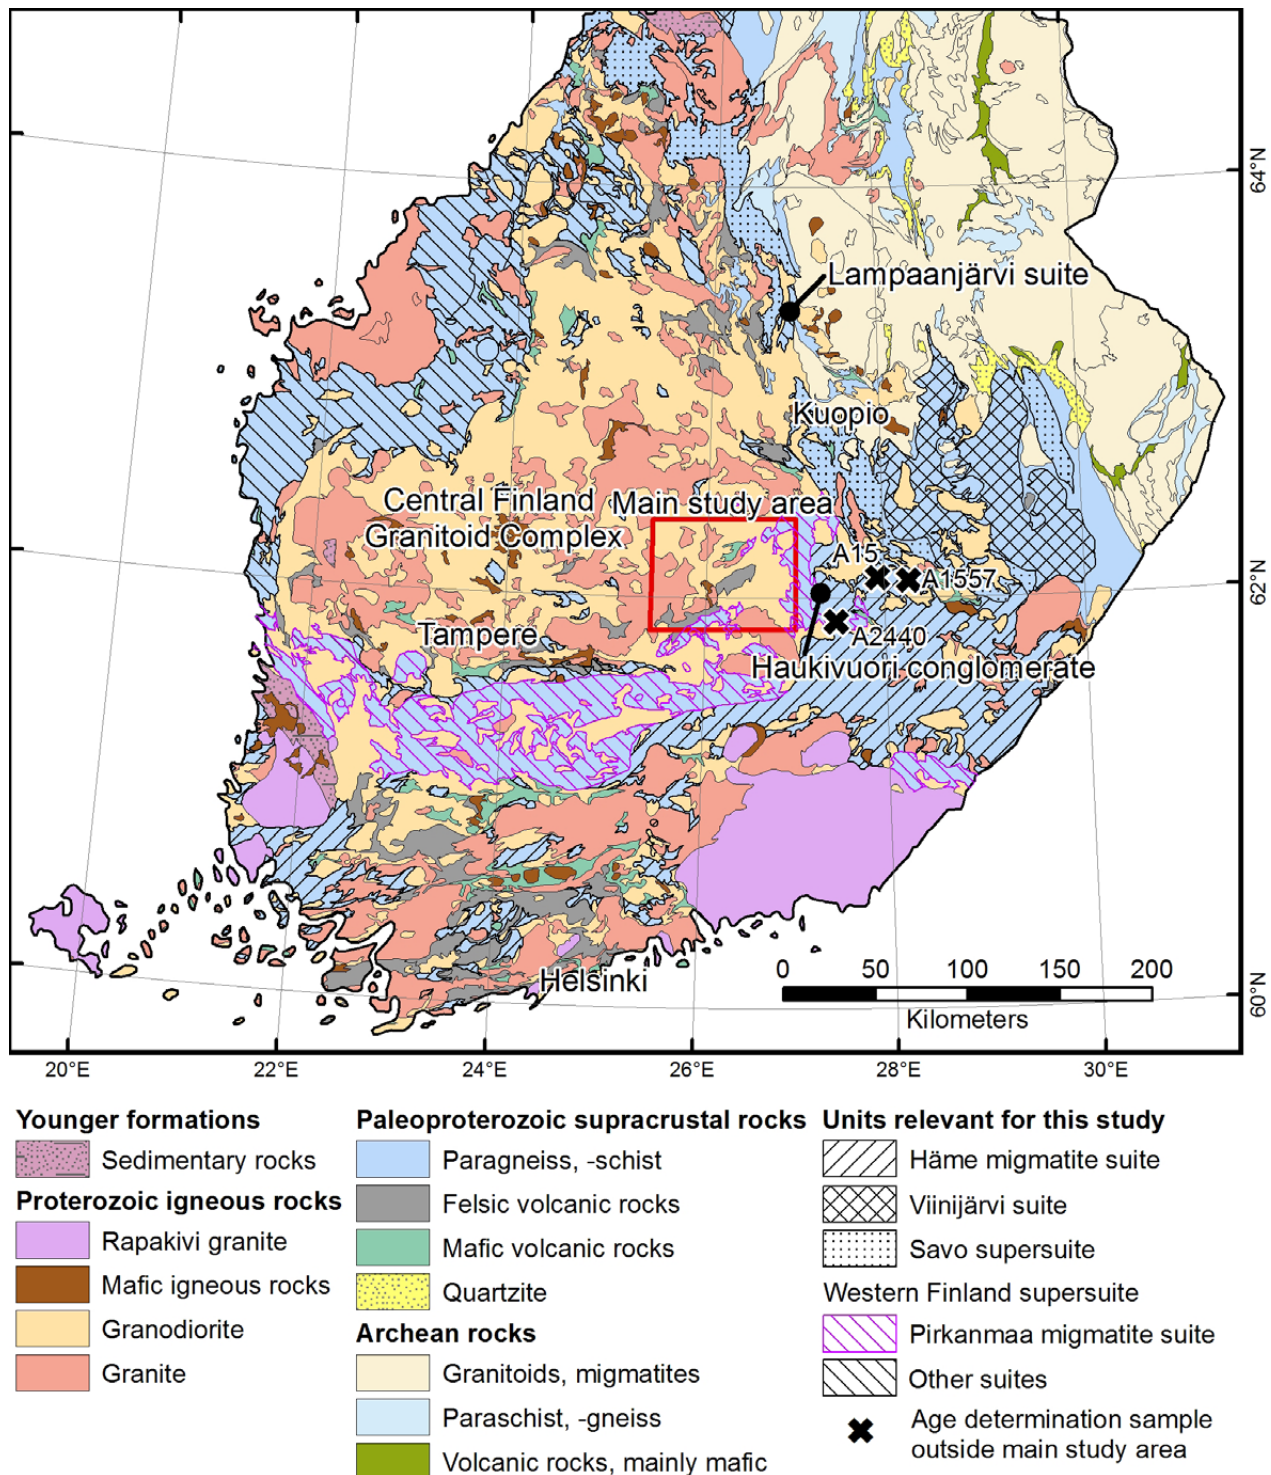 64°N
Lampaanjärvi suite
Kuopio
Central Finland
Granitoid Complex
Main study area
A15
A1557
62°N
A2440
Tampere
Haukivuori conglomerate
Helsinki
0 50 100 150 200
Kilometers
60°N
20°E 22°E 24°E 26°E 28°E 30°E
Younger formations
Sedimentary rocks
Proterozoic igneous rocks
Rapakivi granite
Mafic igneous rocks
Granodiorite
Granite
Paleoproterozoic supracrustal rocks
Paragneiss, -schist
Felsic volcanic rocks
Mafic volcanic rocks
Quartzite
Archean rocks
Granitoids, migmatites
Paraschist, -gneiss
Volcanic rocks, mainly mafic
Units relevant for this study
Häme migmatite suite
Viinijärvi suite
Savo supersuite
Western Finland supersuite
Pirkanmaa migmatite suite
Other suites
Age determination sample
outside main study area